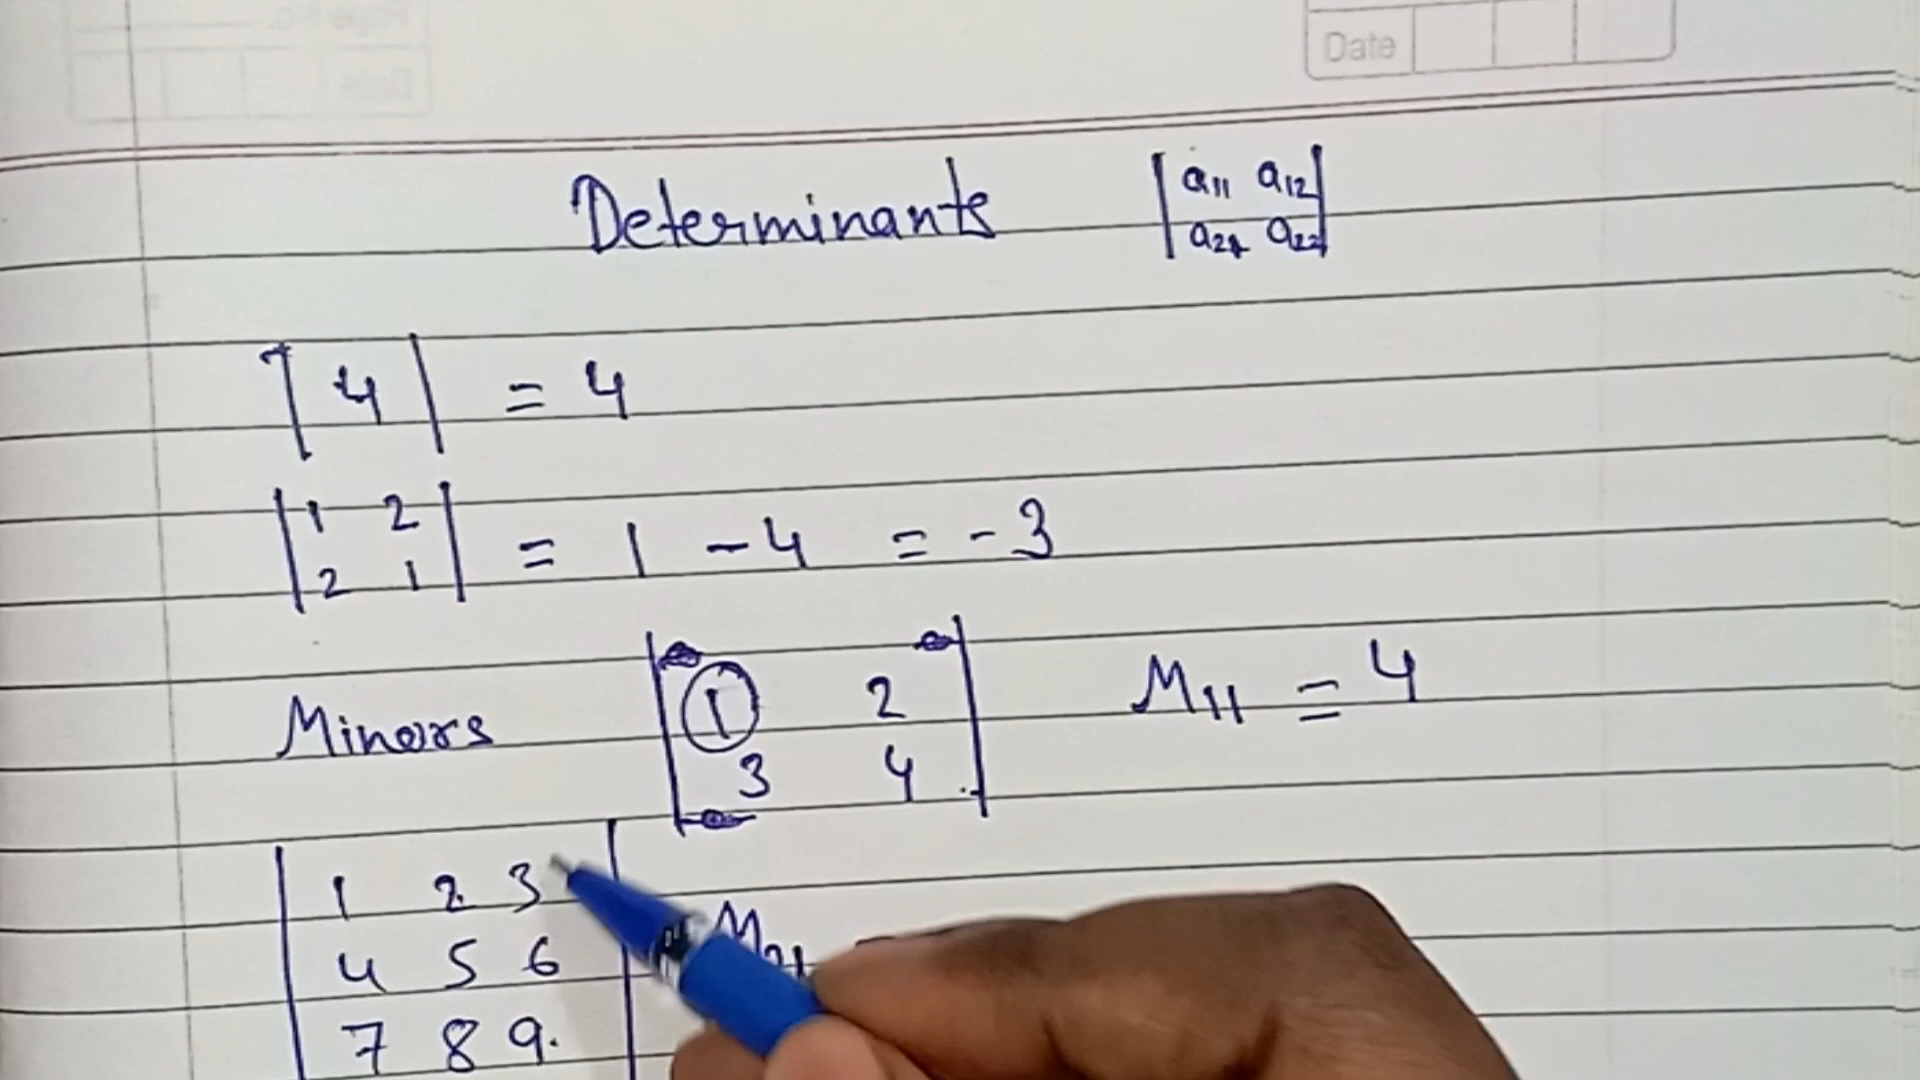 Date
Determinants |a11 a12|
|a21 a22|
|4| = 4
|1 2|
|2 1| = 1 - 4 = -3
Minors |1 2| M11 = 4
|3 4|
|1 2 3|
|4 5 6| M21
|7 8 9.|